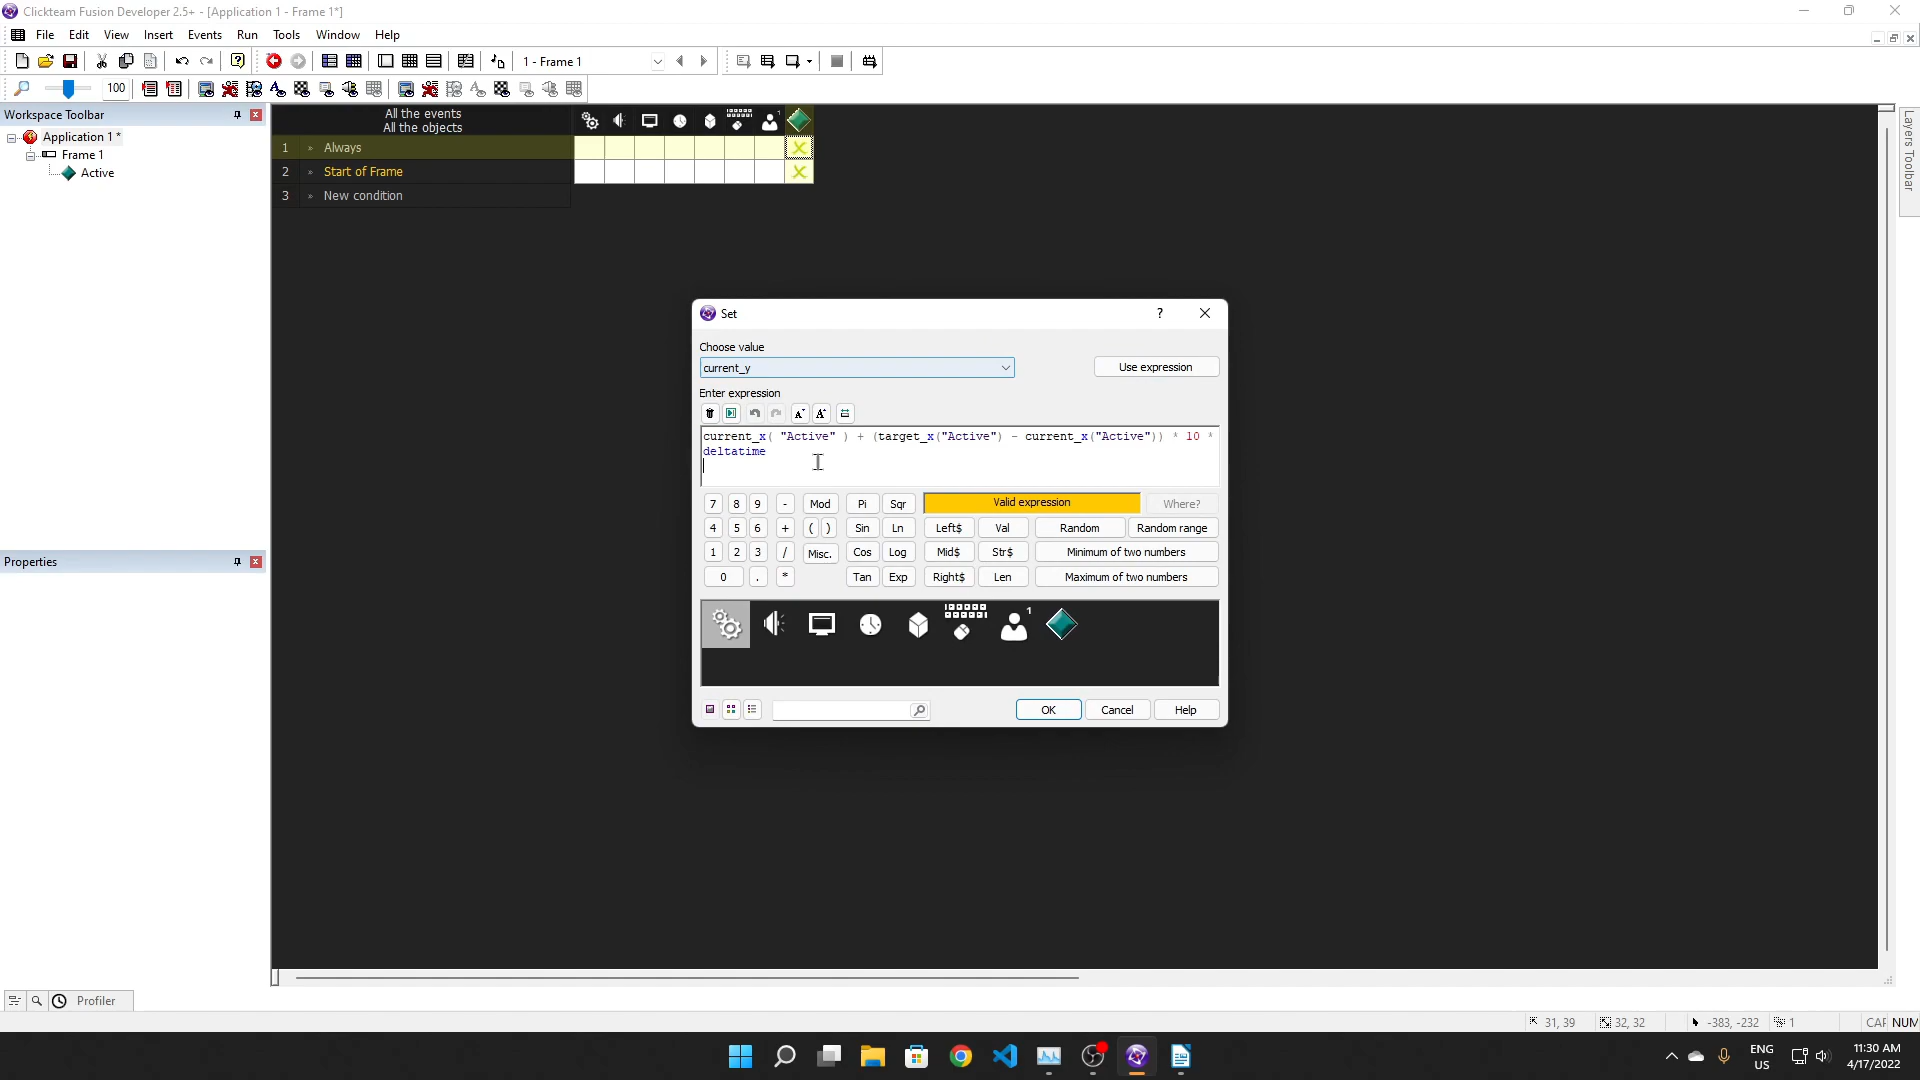 Clickteam Fusion Developer 2.5+ - [Application 1 - Frame 1*]
File Edit View Insert Events Run Tools Window Help
1 - Frame 1
100
Workspace Toolbar
Application 1 *
Frame 1
Active
All the events
All the objects
1 » Always
2 » Start of Frame
3 » New condition
Layers Toolbar
Set
?
Choose value
current_y
Use expression
Enter expression
current_x( "Active" ) + (target_x("Active") - current_x("Active")) * 10 *
deltatime
7 8 9 - Mod Pi Sqr Valid expression Where?
4 5 6 + ( ) Sin Ln Left$ Val Random Random range
1 2 3 / Misc. Cos Log Mid$ Str$ Minimum of two numbers
0 . * Tan Exp Right$ Len Maximum of two numbers
1
OK Cancel Help
Properties
Profiler
31, 39 32, 32 -383, -232 1 CAF NUM
ENG
US
11:30 AM
4/17/2022